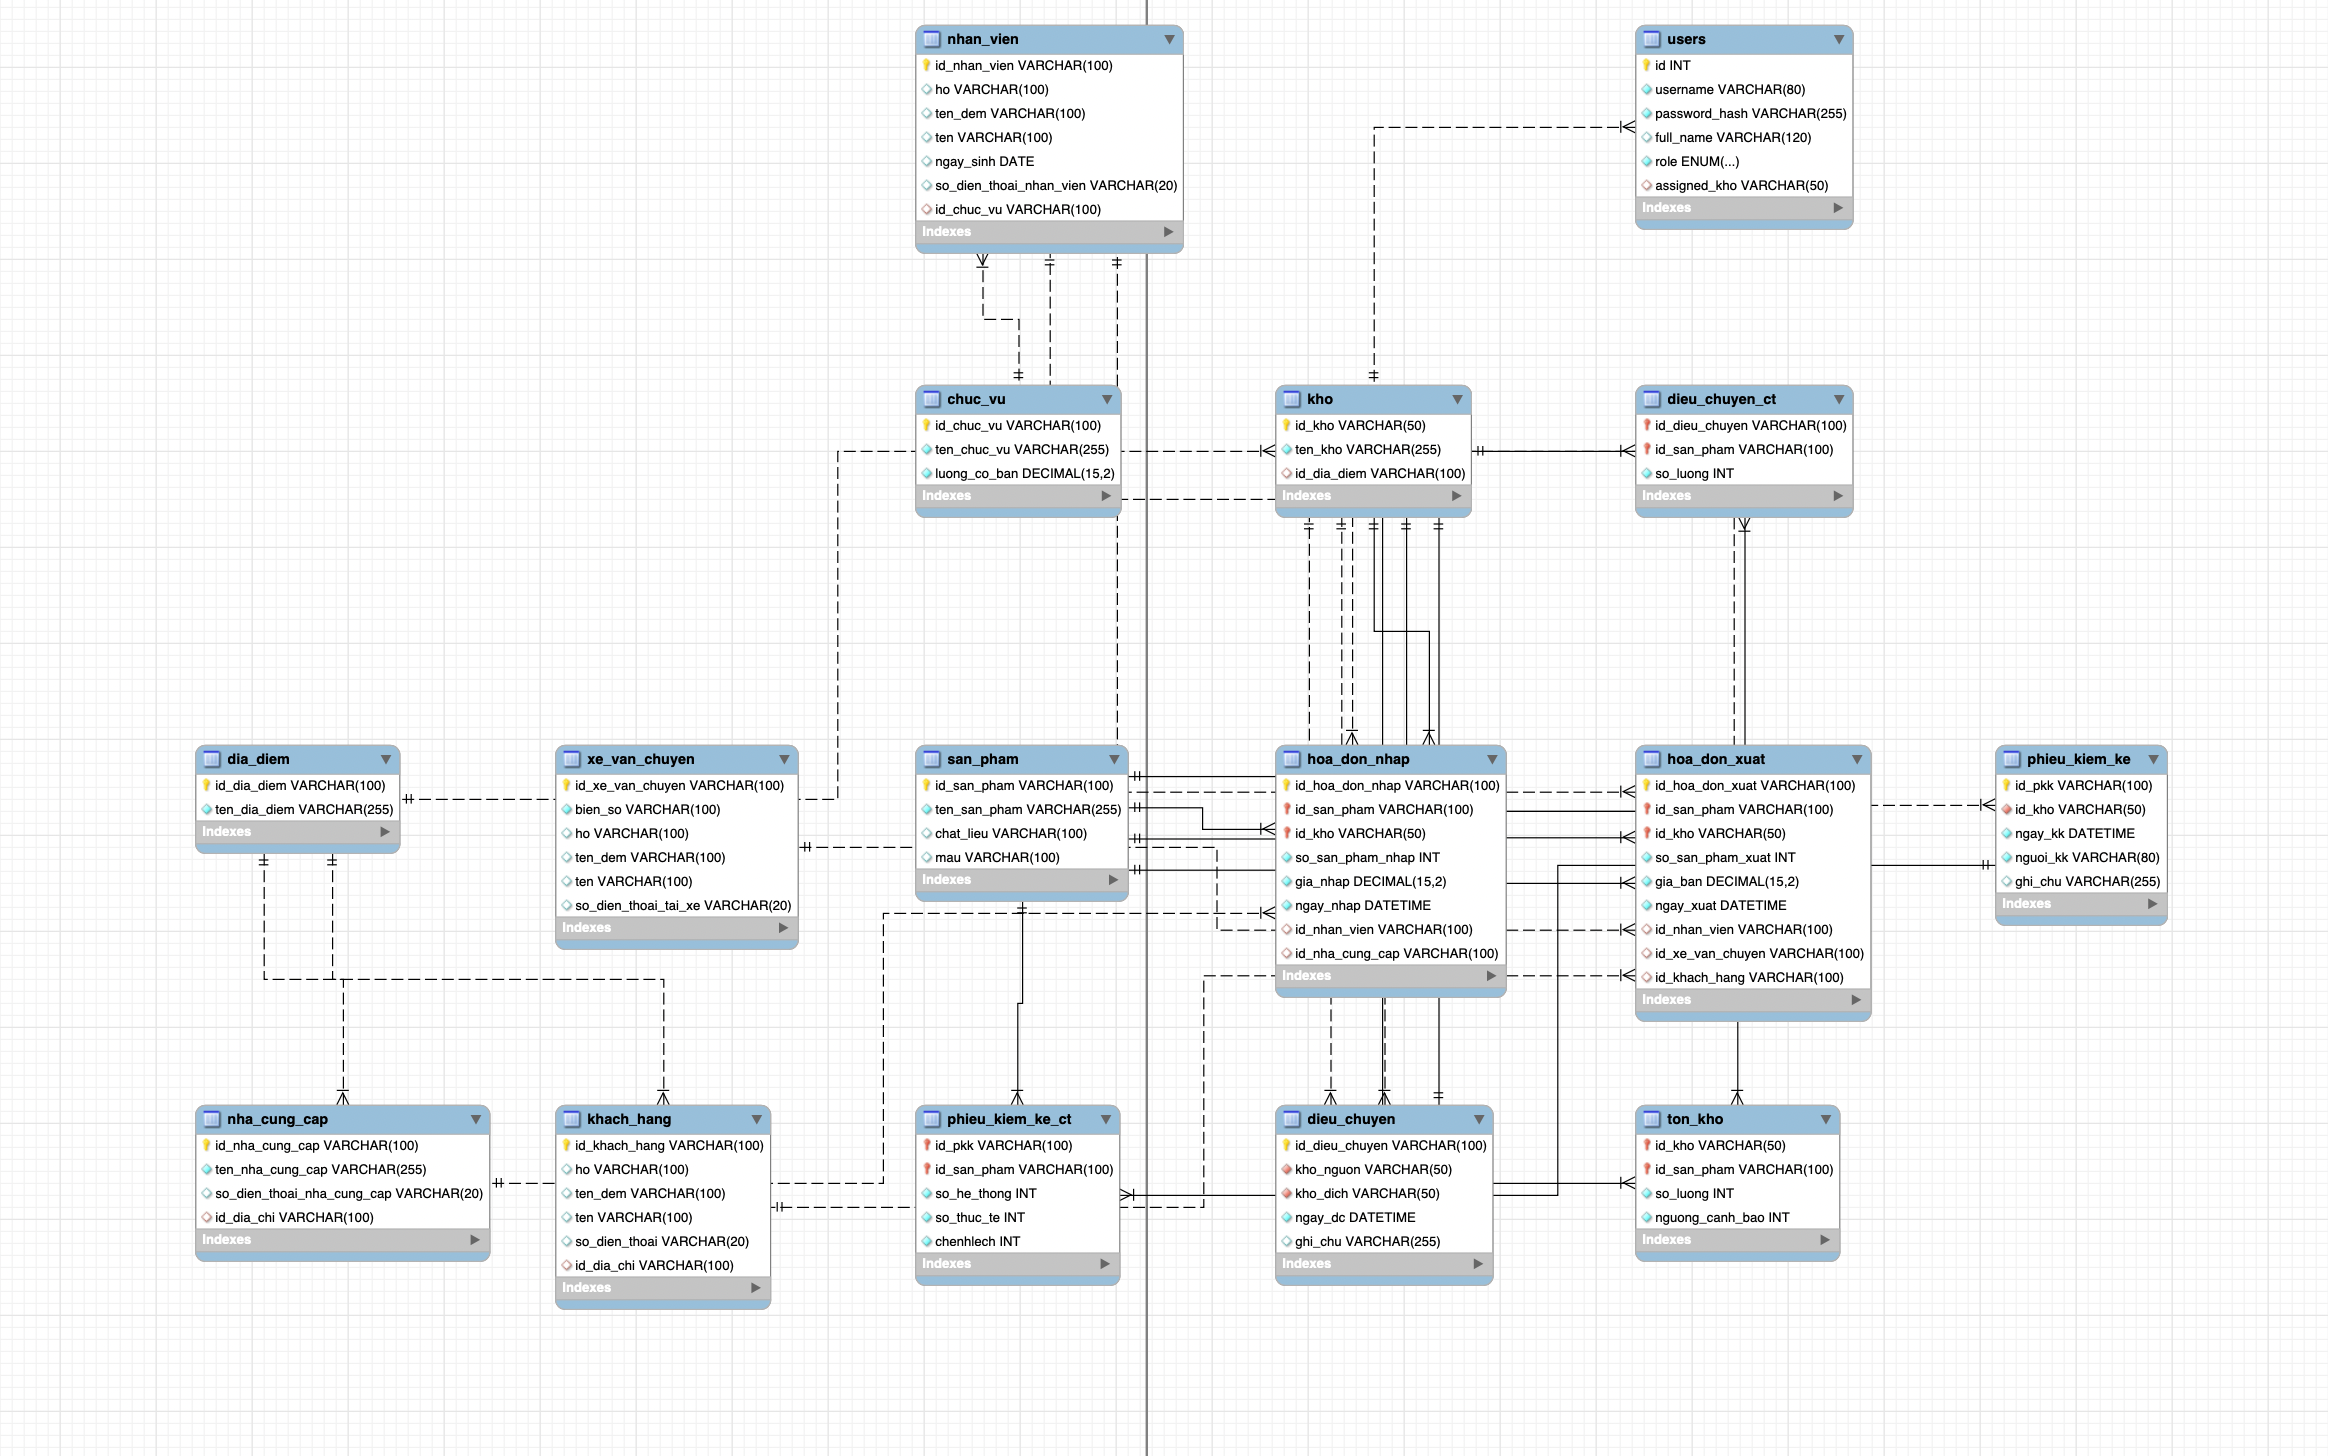 nhan_vien
id_nhan_vien VARCHAR(100)
ho VARCHAR(100)
ten_dem VARCHAR(100)
ten VARCHAR(100)
ngay_sinh DATE
so_dien_thoai_nhan_vien VARCHAR(20)
id_chuc_vu VARCHAR(100)
Indexes
users
id INT
username VARCHAR(80)
password_hash VARCHAR(255)
full_name VARCHAR(120)
role ENUM(...)
assigned_kho VARCHAR(50)
Indexes
chuc_vu
id_chuc_vu VARCHAR(100)
ten_chuc_vu VARCHAR(255)
luong_co_ban DECIMAL(15,2)
Indexes
kho
id_kho VARCHAR(50)
ten_kho VARCHAR(255)
id_dia_diem VARCHAR(100)
Indexes
dieu_chuyen_ct
id_dieu_chuyen VARCHAR(100)
id_san_pham VARCHAR(100)
so_luong INT
Indexes
dia_diem
id_dia_diem VARCHAR(100)
ten_dia_diem VARCHAR(255)
Indexes
xe_van_chuyen
id_xe_van_chuyen VARCHAR(100)
bien_so VARCHAR(100)
ho VARCHAR(100)
ten_dem VARCHAR(100)
ten VARCHAR(100)
so_dien_thoai_tai_xe VARCHAR(20)
Indexes
san_pham
id_san_pham VARCHAR(100)
ten_san_pham VARCHAR(255)
chat_lieu VARCHAR(100)
mau VARCHAR(100)
Indexes
hoa_don_nhap
id_hoa_don_nhap VARCHAR(100)
id_san_pham VARCHAR(100)
id_kho VARCHAR(50)
so_san_pham_nhap INT
gia_nhap DECIMAL(15,2)
ngay_nhap DATETIME
id_nhan_vien VARCHAR(100)
id_nha_cung_cap VARCHAR(100)
Indexes
hoa_don_xuat
id_hoa_don_xuat VARCHAR(100)
id_san_pham VARCHAR(100)
id_kho VARCHAR(50)
so_san_pham_xuat INT
gia_ban DECIMAL(15,2)
ngay_xuat DATETIME
id_nhan_vien VARCHAR(100)
id_xe_van_chuyen VARCHAR(100)
id_khach_hang VARCHAR(100)
Indexes
phieu_kiem_ke
id_pkk VARCHAR(100)
id_kho VARCHAR(50)
ngay_kk DATETIME
nguoi_kk VARCHAR(80)
ghi_chu VARCHAR(255)
Indexes
nha_cung_cap
id_nha_cung_cap VARCHAR(100)
ten_nha_cung_cap VARCHAR(255)
so_dien_thoai_nha_cung_cap VARCHAR(20)
id_dia_chi VARCHAR(100)
Indexes
khach_hang
id_khach_hang VARCHAR(100)
ho VARCHAR(100)
ten_dem VARCHAR(100)
ten VARCHAR(100)
so_dien_thoai VARCHAR(20)
id_dia_chi VARCHAR(100)
Indexes
phieu_kiem_ke_ct
id_pkk VARCHAR(100)
id_san_pham VARCHAR(100)
so_he_thong INT
so_thuc_te INT
chenhlech INT
Indexes
dieu_chuyen
id_dieu_chuyen VARCHAR(100)
kho_nguon VARCHAR(50)
kho_dich VARCHAR(50)
ngay_dc DATETIME
ghi_chu VARCHAR(255)
Indexes
ton_kho
id_kho VARCHAR(50)
id_san_pham VARCHAR(100)
so_luong INT
nguong_canh_bao INT
Indexes